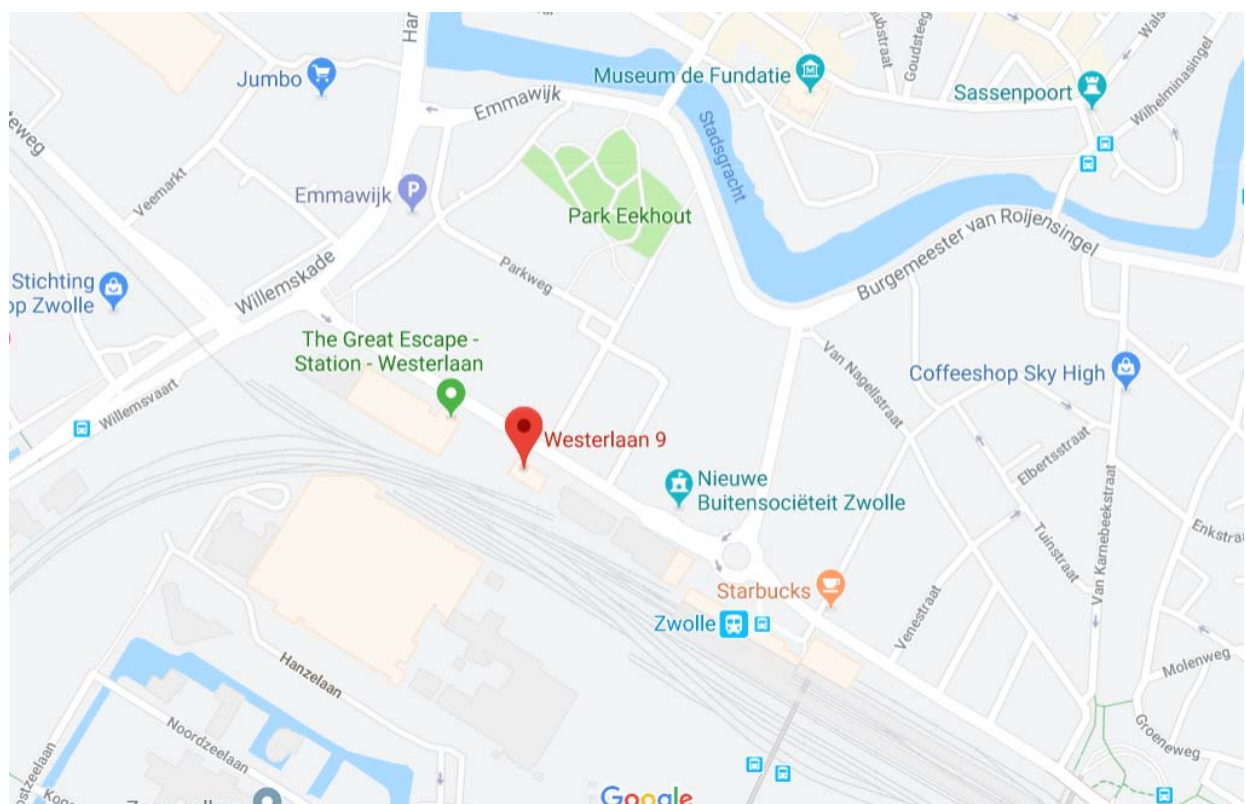 Jumbo
Museum de Fundatie
Goudsteeg
Sassenpoort
Wilhelminasingel
Emmawijk
Stadsgracht
Veemarkt
Emmawijk
Park Eekhout
Burgemeester van Roijensingel
Stichting
op Zwolle
Willemskade
Parkweg
The Great Escape -
Station - Westerlaan
Van Nagellstraat
Coffeeshop Sky High
Willemsvaart
Westerlaan 9
Elbertsstraat
Nieuwe
Buitensociëteit Zwolle
Van Karnebeekstraat
Tuinstraat
Enkstra
Starbucks
Zwolle
Venestraat
Molenweg
Hanzelaan
Noordzeelaan
Groeneweg
Google